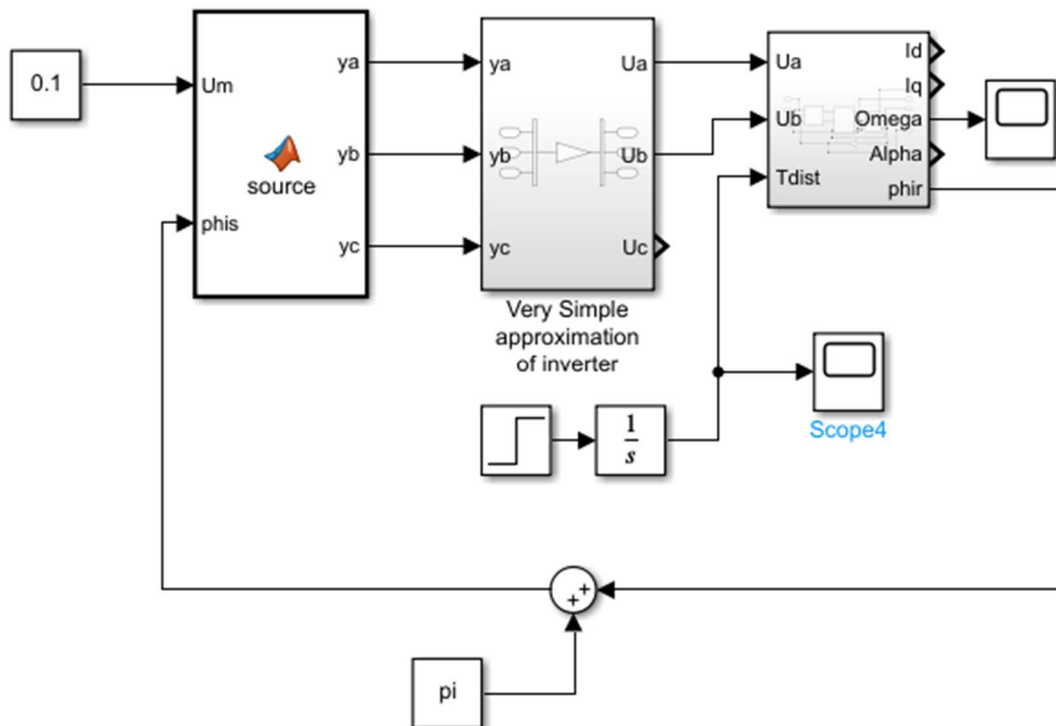 0.1
Um
phis
source
ya
yb
yc
ya
yb
yc
Ua
Ub
Uc
Very Simple
approximation
of inverter
Ua
Ub
Tdist
Id
Iq
Omega
Alpha
phir
1
s
Scope4
+
+
pi